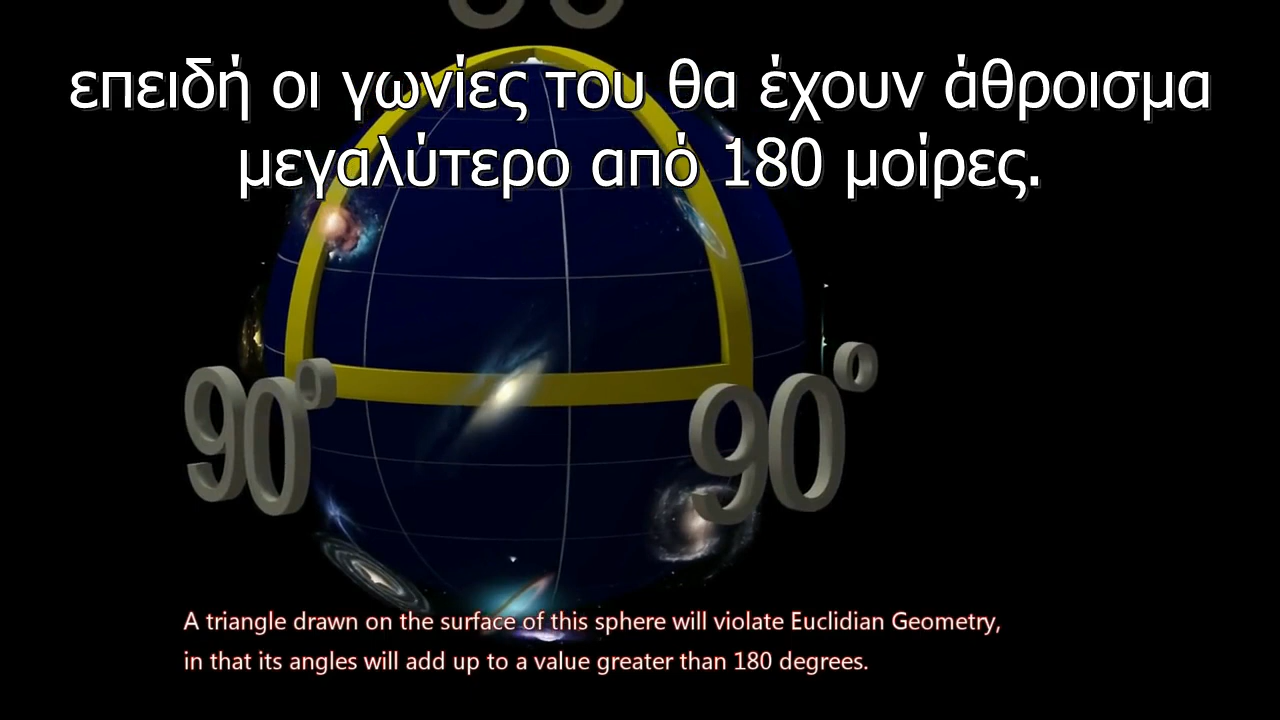 επειδή οι γωνίες του θα έχουν άθροισμα
μεγαλύτερο από 180 μοίρες.
90°
90°
A triangle drawn on the surface of this sphere will violate Euclidian Geometry,
in that its angles will add up to a value greater than 180 degrees.